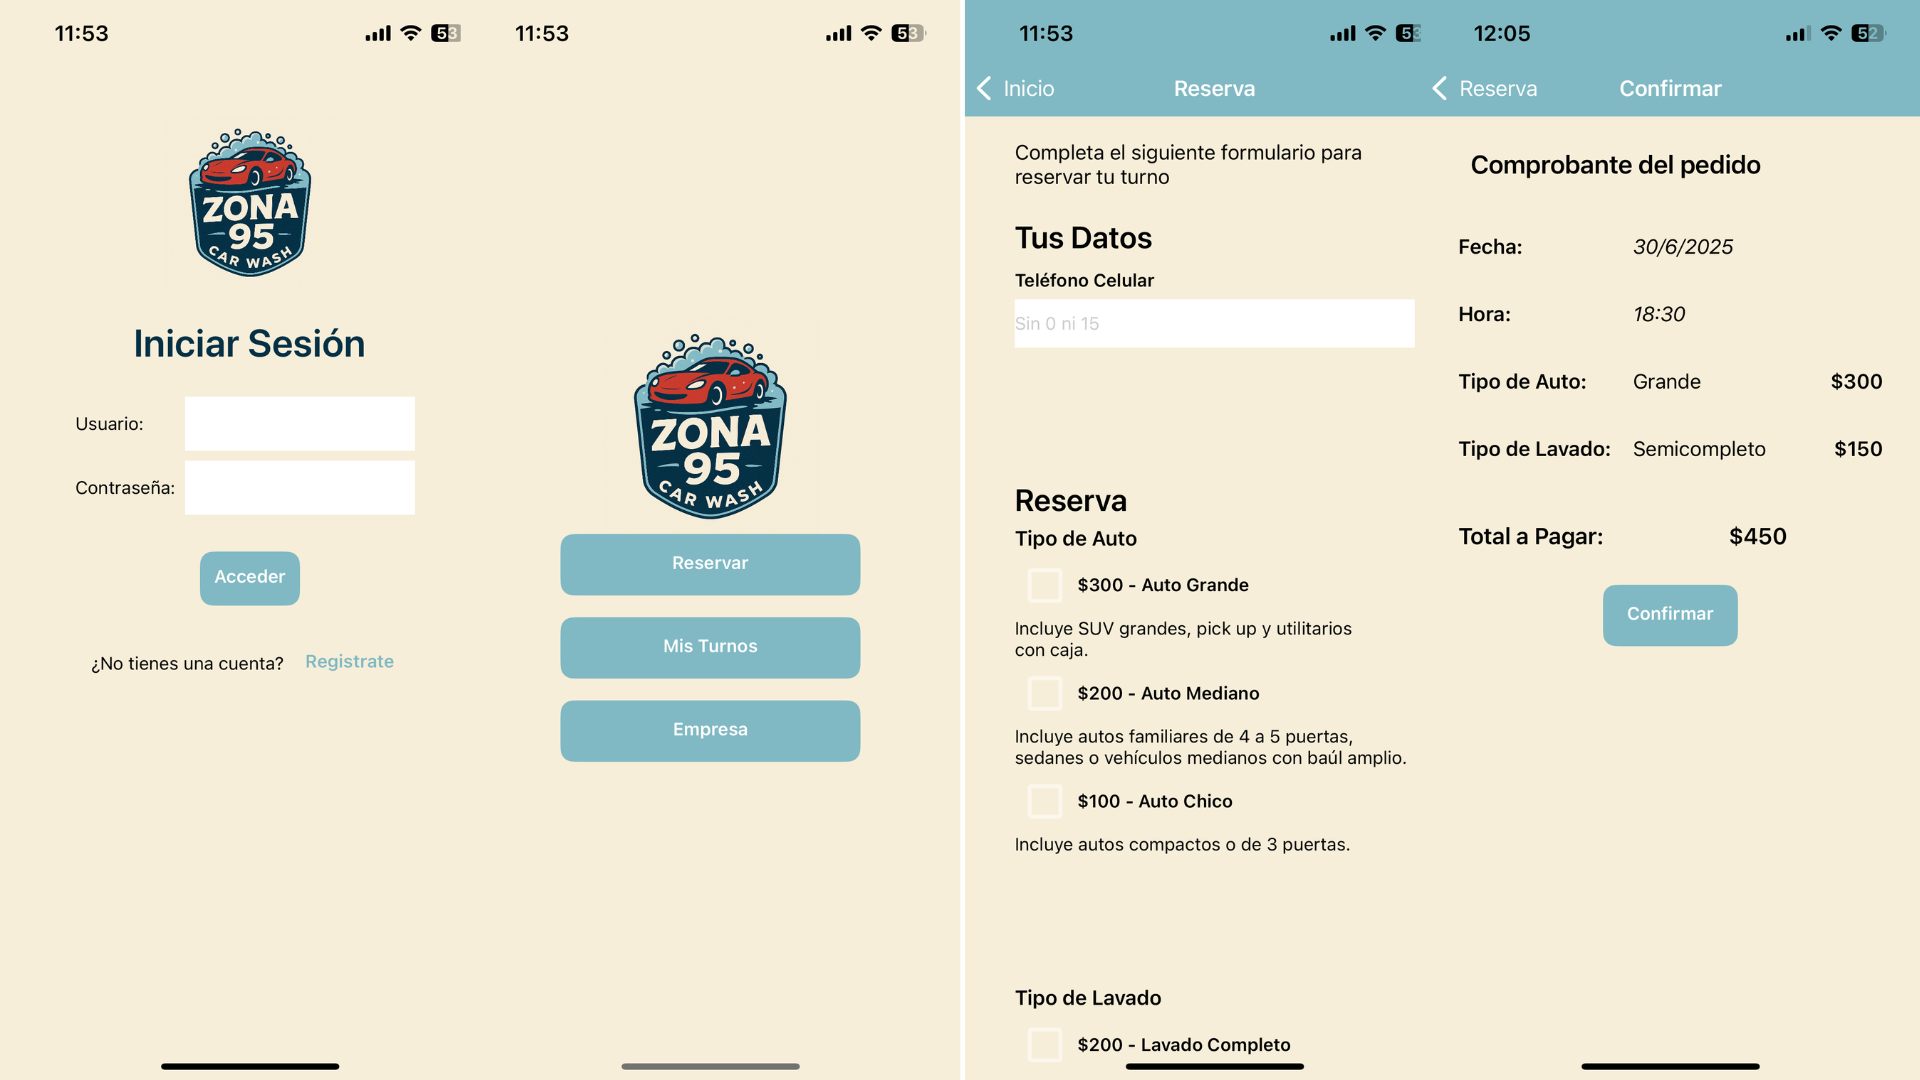 11:53
53
ZONA
95
CAR WASH
Iniciar Sesión
Usuario:
Contraseña:
Acceder
¿No tienes una cuenta? Registrate
11:53
53
ZONA
95
CAR WASH
Reservar
Mis Turnos
Empresa
11:53
53
Inicio
Reserva
Completa el siguiente formulario para
reservar tu turno
Tus Datos
Teléfono Celular
Sin 0 ni 15
Reserva
Tipo de Auto
$300 - Auto Grande
Incluye SUV grandes, pick up y utilitarios
con caja.
$200 - Auto Mediano
Incluye autos familiares de 4 a 5 puertas,
sedanes o vehículos medianos con baúl amplio.
$100 - Auto Chico
Incluye autos compactos o de 3 puertas.
Tipo de Lavado
$200 - Lavado Completo
12:05
52
Reserva
Confirmar
Comprobante del pedido
Fecha: 30/6/2025
Hora: 18:30
Tipo de Auto: Grande $300
Tipo de Lavado: Semicompleto $150
Total a Pagar: $450
Confirmar